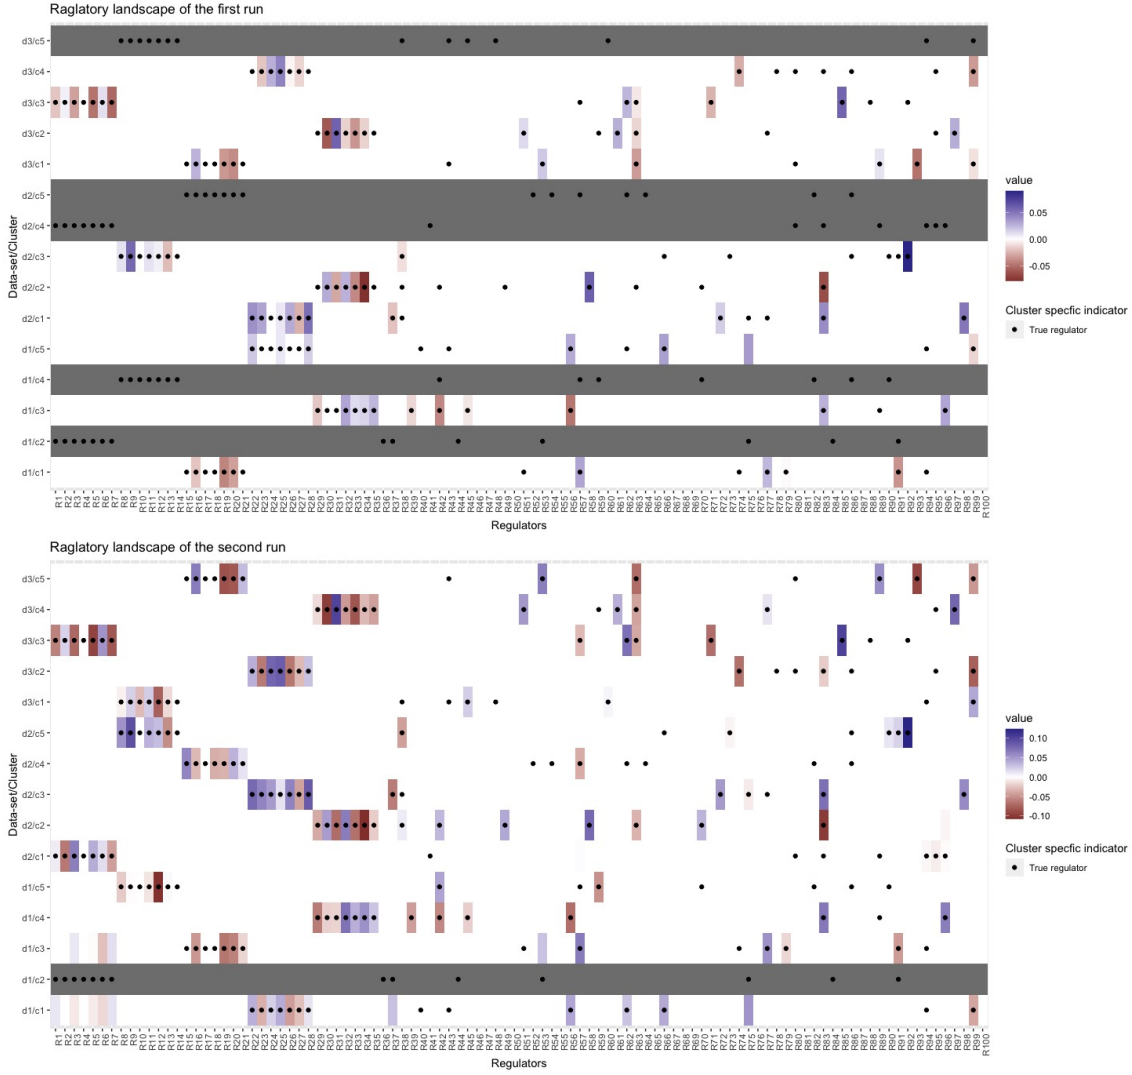 Raglatory landscape of the first run
d3/c5
d3/c4
d3/c3
d3/c2
d3/c1
d2/c5
d2/c4
d2/c3
d2/c2
d2/c1
d1/c5
d1/c4
d1/c3
d1/c2
d1/c1
Data-set/Cluster
R1 R2 R3 R4 R5 R6 R7 R8 R9 R10 R11 R12 R13 R14 R15 R16 R17 R18 R19 R20 R21 R22 R23 R24 R25 R26 R27 R28 R29 R30 R31 R32 R33 R34 R35 R36 R37 R38 R39 R40 R41 R42 R43 R44 R45 R46 R47 R48 R49 R50 R51 R52 R53 R54 R55 R56 R57 R58 R59 R60 R61 R62 R63 R64 R65 R66 R67 R68 R69 R70 R71 R72 R73 R74 R75 R76 R77 R78 R79 R80 R81 R82 R83 R84 R85 R86 R87 R88 R89 R90 R91 R92 R93 R94 R95 R96 R97 R98 R99 R100
Regulators
value
0.05
0.00
-0.05
Cluster specfic indicator
True regulator
Raglatory landscape of the second run
d3/c5
d3/c4
d3/c3
d3/c2
d3/c1
d2/c5
d2/c4
d2/c3
d2/c2
d2/c1
d1/c5
d1/c4
d1/c3
d1/c2
d1/c1
Data-set/Cluster
R1 R2 R3 R4 R5 R6 R7 R8 R9 R10 R11 R12 R13 R14 R15 R16 R17 R18 R19 R20 R21 R22 R23 R24 R25 R26 R27 R28 R29 R30 R31 R32 R33 R34 R35 R36 R37 R38 R39 R40 R41 R42 R43 R44 R45 R46 R47 R48 R49 R50 R51 R52 R53 R54 R55 R56 R57 R58 R59 R60 R61 R62 R63 R64 R65 R66 R67 R68 R69 R70 R71 R72 R73 R74 R75 R76 R77 R78 R79 R80 R81 R82 R83 R84 R85 R86 R87 R88 R89 R90 R91 R92 R93 R94 R95 R96 R97 R98 R99 R100
Regulators
value
0.10
0.05
0.00
-0.05
-0.10
Cluster specfic indicator
True regulator